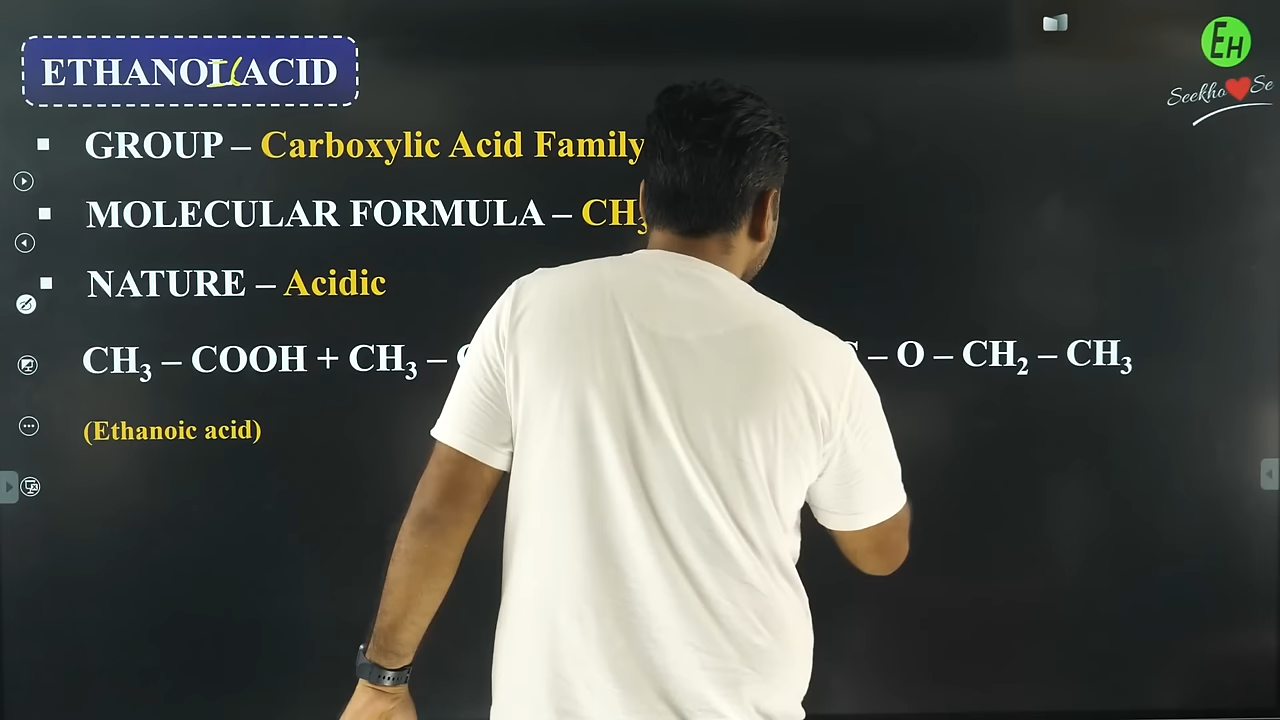 ETHANOL ACID
EH
Seekho ❤ Se
▪ GROUP – Carboxylic Acid Family
▪ MOLECULAR FORMULA – CH₃
▪ NATURE – Acidic
CH₃ – COOH + CH₃ – – O – CH₂ – CH₃
(Ethanoic acid)